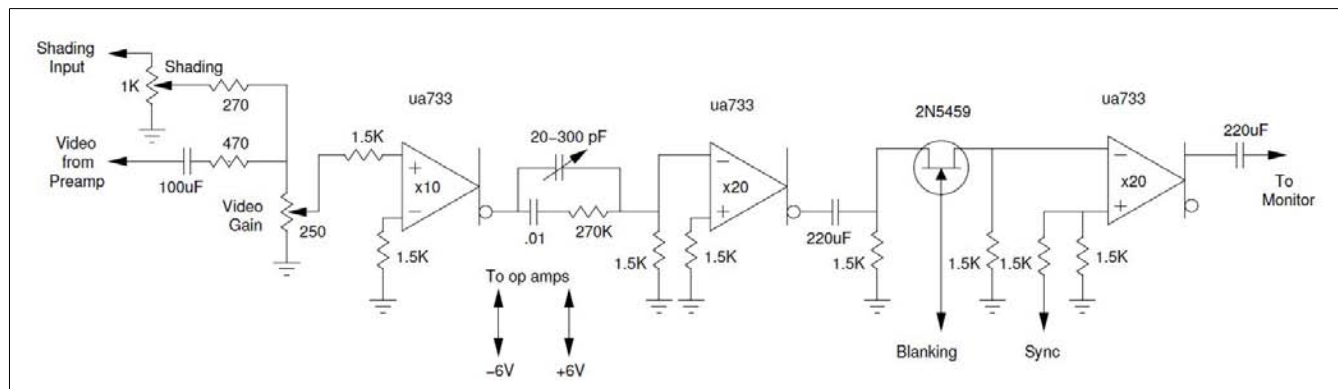 Shading
Input
Shading
1K
270
Video
from
Preamp
470
100uF
Video
Gain
250
1.5K
ua733
+
x10
−
1.5K
20−300 pF
.01
270K
To op amps
−6V
+6V
1.5K
ua733
−
x20
+
1.5K
220uF
1.5K
2N5459
Blanking
1.5K
1.5K
Sync
1.5K
ua733
−
x20
+
220uF
To
Monitor